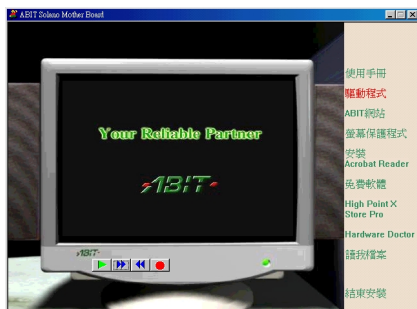 ABIT Solano Mother Board
Your Reliable Partner
ABIT
ABIT
使用手冊
驅動程式
ABIT網站
螢幕保護程式
安裝
Acrobat Reader
免費軟體
High Point X
Store Pro
Hardware Doctor
讀我檔案
結束安裝